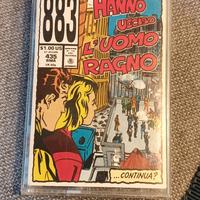 883
HANNO
UCCISO
L'UOMO
RAGNO
$1.00 US
435
...CONTINUA?